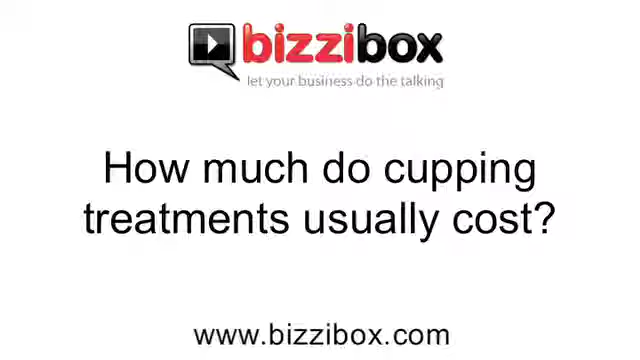 bizzibox
let your business do the talking
How much do cupping
treatments usually cost?
www.bizzibox.com